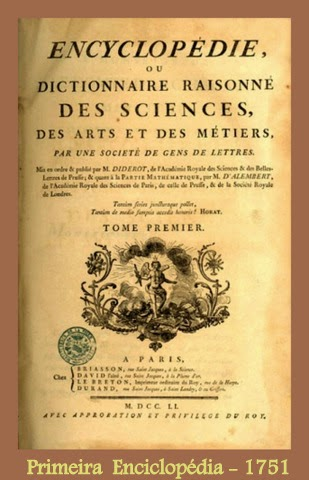 ENCYCLOPÉDIE,
OU
DICTIONNAIRE RAISONNÉ
DES SCIENCES,
DES ARTS ET DES MÉTIERS,
PAR UNE SOCIETÉ DE GENS DE LETTRES.
Mis en ordre & publié par M. DIDEROT, de l'Académie Royale des Sciences & des Belles-
Lettres de Prusse; & quant à la PARTIE MATHÉMATIQUE, par M. D'ALEMBERT,
de l'Académie Royale des Sciences de Paris, de celle de Prusse, & de la Société Royale
de Londres.
Tantùm series juncturaque pollet,
Tantùm de medio sumptis accedit honoris! HORAT.
TOME PREMIER.
A PARIS,
Chez
BRIASSON, rue Saint Jacques, à la Science.
DAVID l'aîné, rue Saint Jacques, à la Plume d'or.
LE BRETON, Imprimeur ordinaire du Roy, rue de la Harpe.
DURAND, rue Saint Jacques, à Saint Landry, & au Griffon.
M. DCC. LI.
AVEC APPROBATION ET PRIVILEGE DU ROY.
Primeira Enciclopédia - 1751